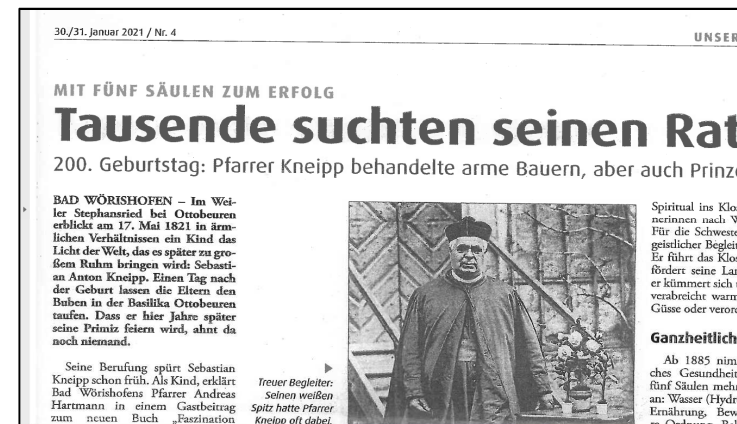 30./31. Januar 2021 / Nr. 4
UNSER
MIT FÜNF SÄULEN ZUM ERFOLG
Tausende suchten seinen Rat
200. Geburtstag: Pfarrer Kneipp behandelte arme Bauern, aber auch Prinz
BAD WÖRISHOFEN – Im Wei-
ler Stephansried bei Ottobeuren
erblickt am 17. Mai 1821 in ärm-
lichen Verhältnissen ein Kind das
Licht der Welt, das es später zu gro-
ßem Ruhm bringen wird: Sebasti-
an Anton Kneipp. Einen Tag nach
der Geburt lassen die Eltern den
Buben in der Basilika Ottobeuren
taufen. Dass er hier Jahre später
seine Primiz feiern wird, ahnt da
noch niemand.
Seine Berufung spürt Sebastian
Kneipp schon früh. Als Kind, erklärt
Bad Wörishofens Pfarrer Andreas
Hartmann in einem Gastbeitrag
zum neuen Buch „Faszination
Treuer Begleiter:
Seinen weißen
Spitz hatte Pfarrer
Kneipp oft dabei.
Spiritual ins Klo
nerinnen nach W
Für die Schweste
geistlicher Begleit
Er führt das Klos
fördert seine Lan
er kümmert sich
verabreicht warm
Güsse oder veror
Ganzheitlich
Ab 1885 nim
ches Gesundheit
fünf Säulen meh
an: Wasser (Hydr
Ernährung, Bew